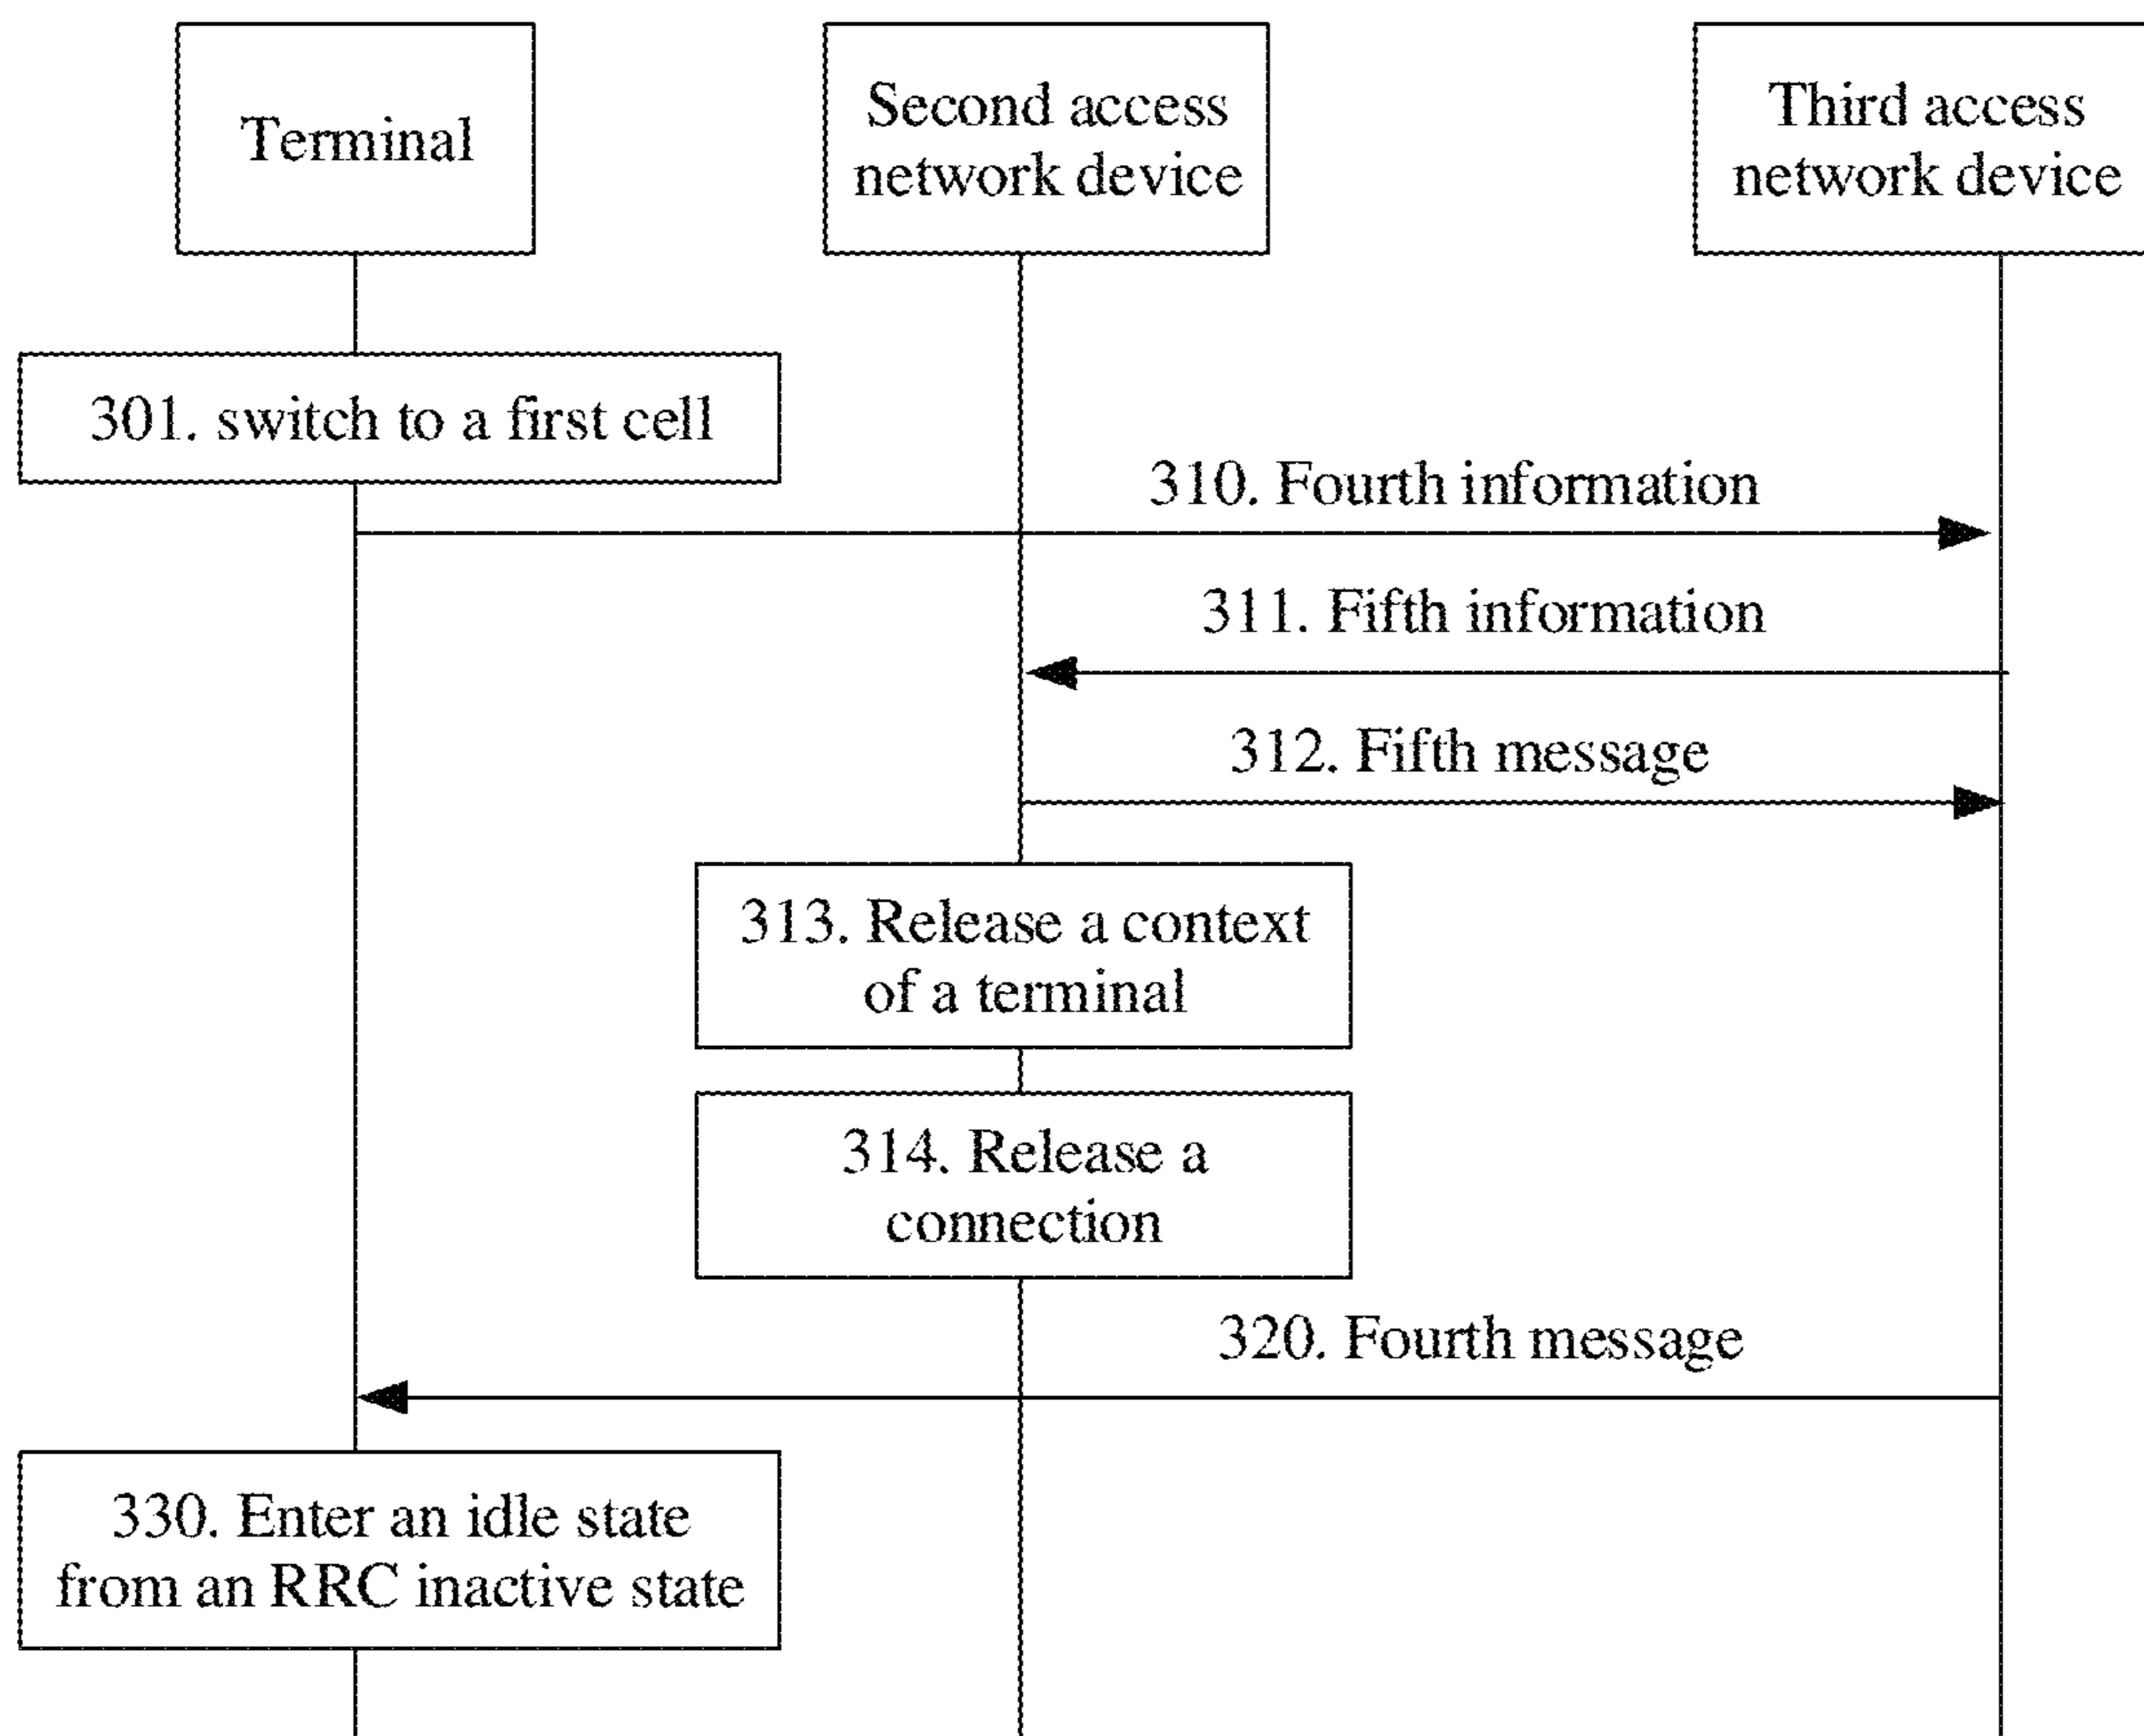 Terminal
Second access
network device
Third access
network device
301. switch to a first cell
310. Fourth information
311. Fifth information
312. Fifth message
313. Release a context
of a terminal
314. Release a
connection
320. Fourth message
330. Enter an idle state
from an RRC inactive state